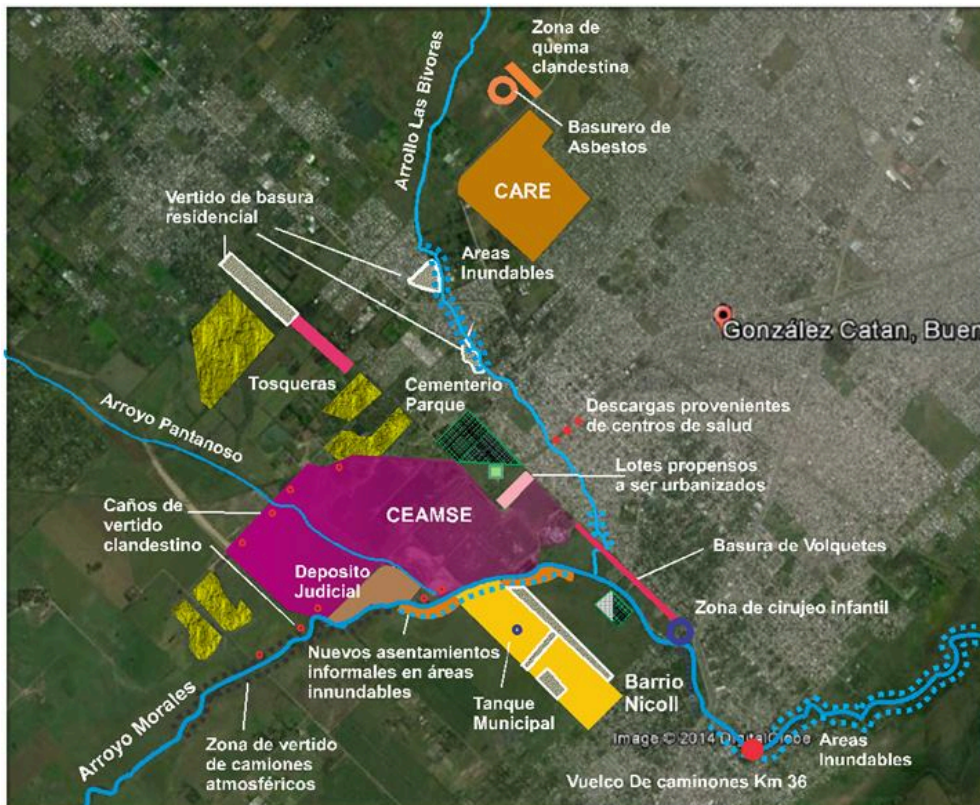 Zona de
quema
clandestina
Arrollo Las Bivoras
Basurero de
Asbestos
CARE
Vertido de basura
residencial
Areas
Inundables
González Catan, Buen
Tosqueras
Cementerio
Parque
Descargas provenientes
de centros de salud
Arroyo Pantanoso
Lotes propensos
a ser urbanizados
CEAMSE
Caños de
vertido
clandestino
Basura de Volquetes
Deposito
Judicial
Zona de cirujeo infantil
Nuevos asentamientos
informales en áreas
innundables
Barrio
Nicoll
Tanque
Municipal
Arroyo Morales
Image © 2014 DigitalGlobe
Areas
Inundables
Zona de vertido
de camiones
atmosféricos
Vuelco De caminones Km 36